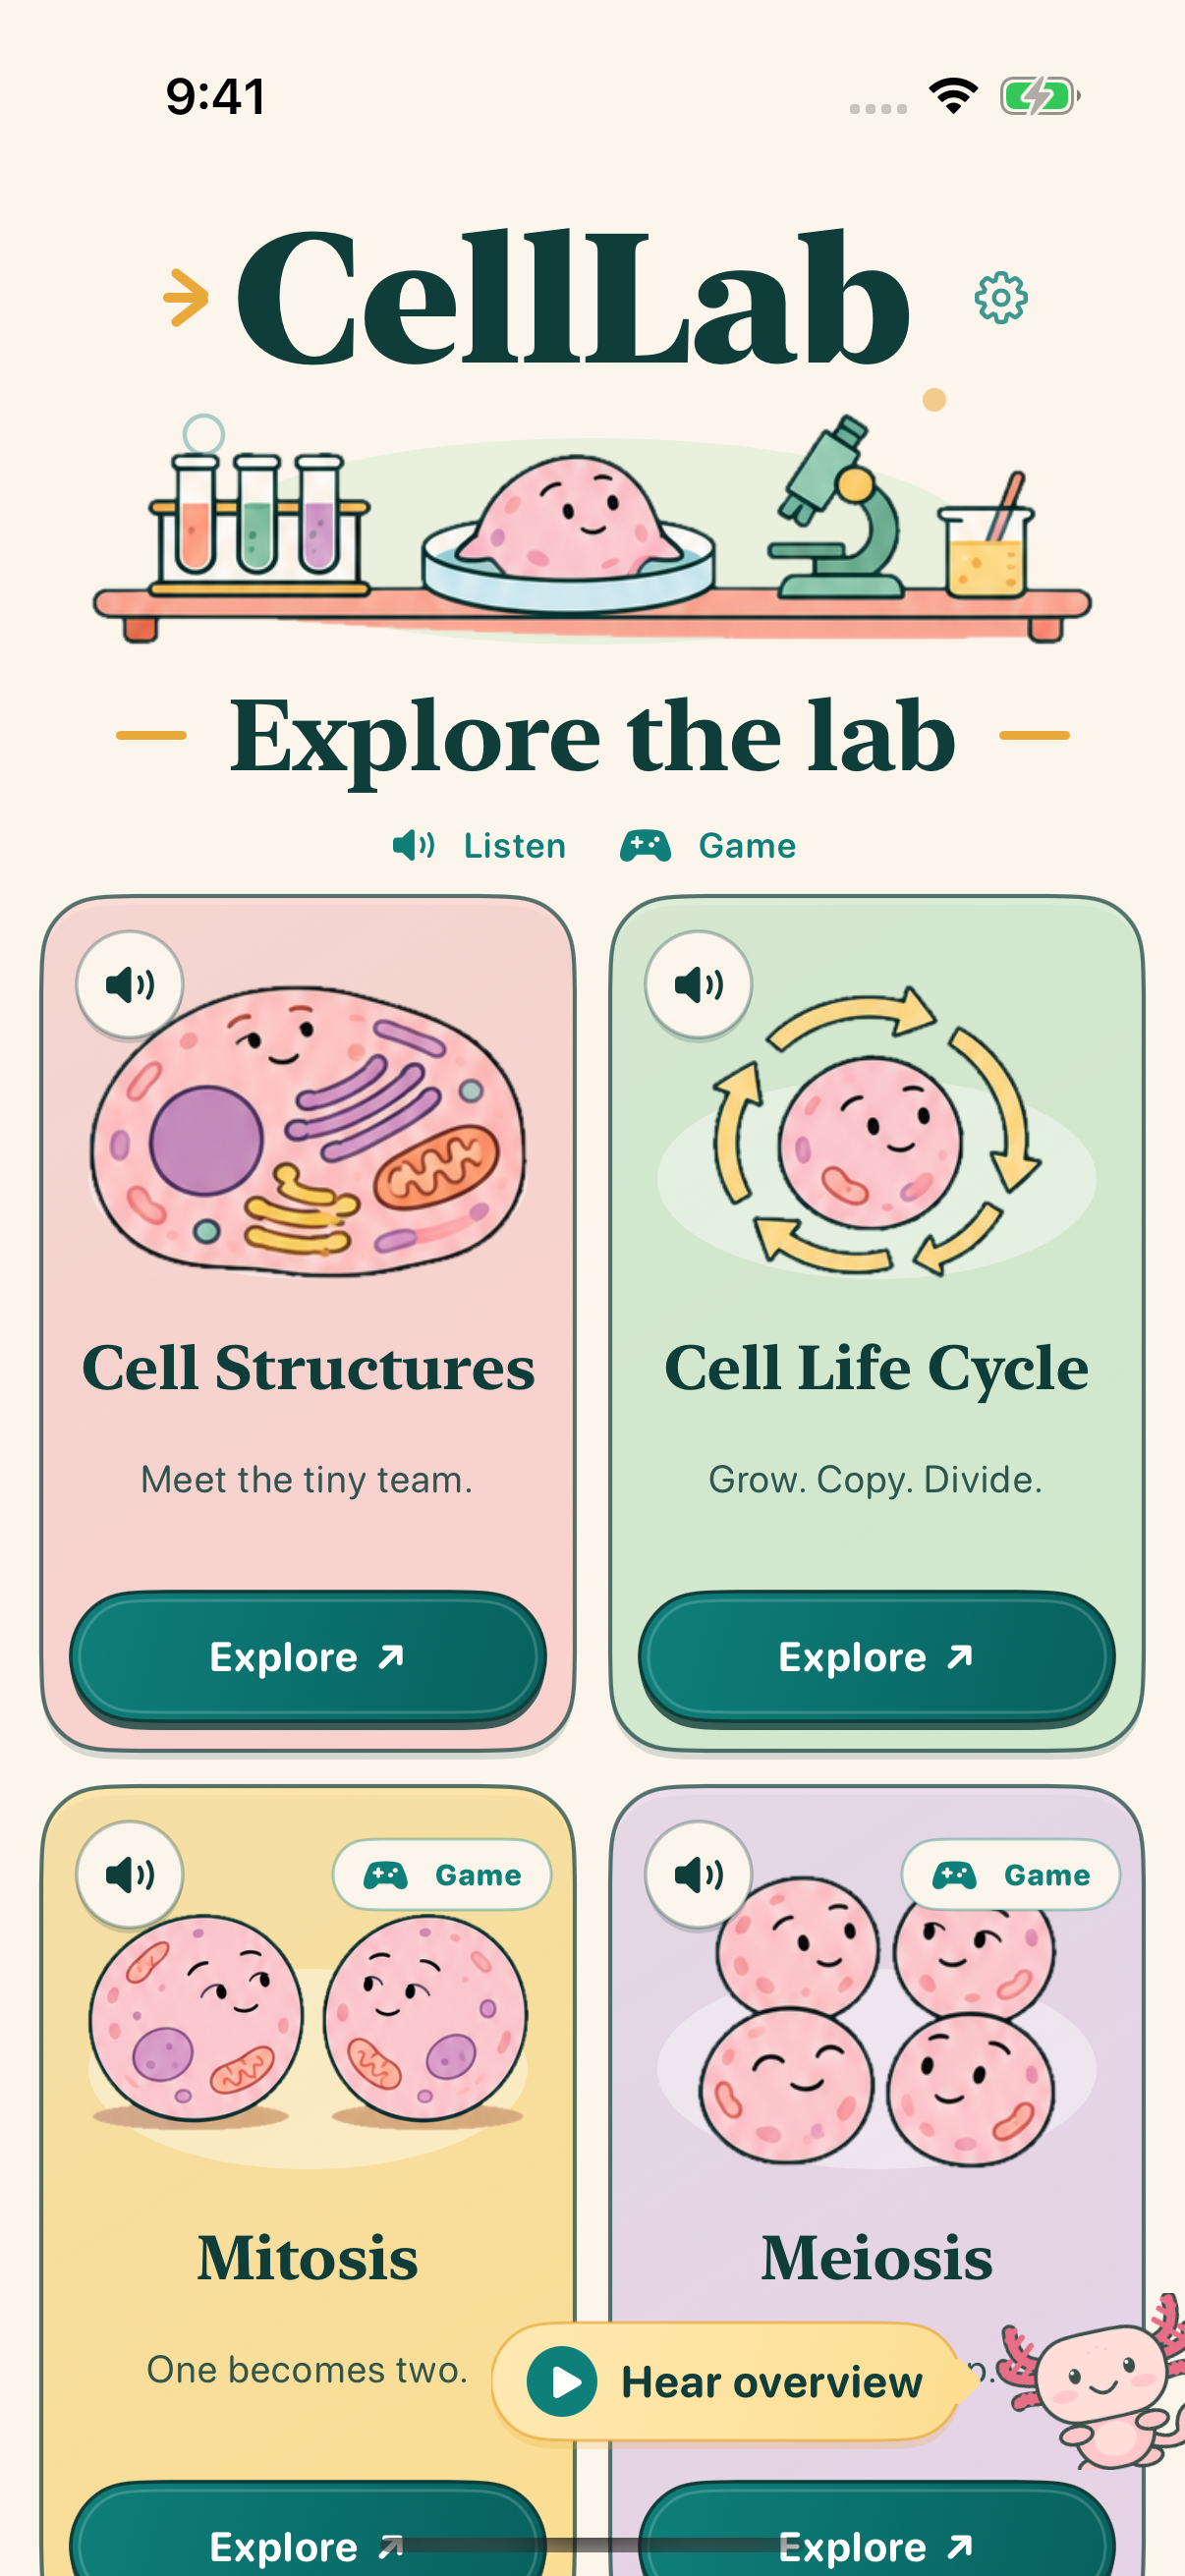 9:41
CellLab
Explore the lab
Listen Game
Cell Structures
Meet the tiny team.
Explore
Cell Life Cycle
Grow. Copy. Divide.
Explore
Game
Mitosis
One becomes two.
Explore
Game
Meiosis
Hear overview
Explore